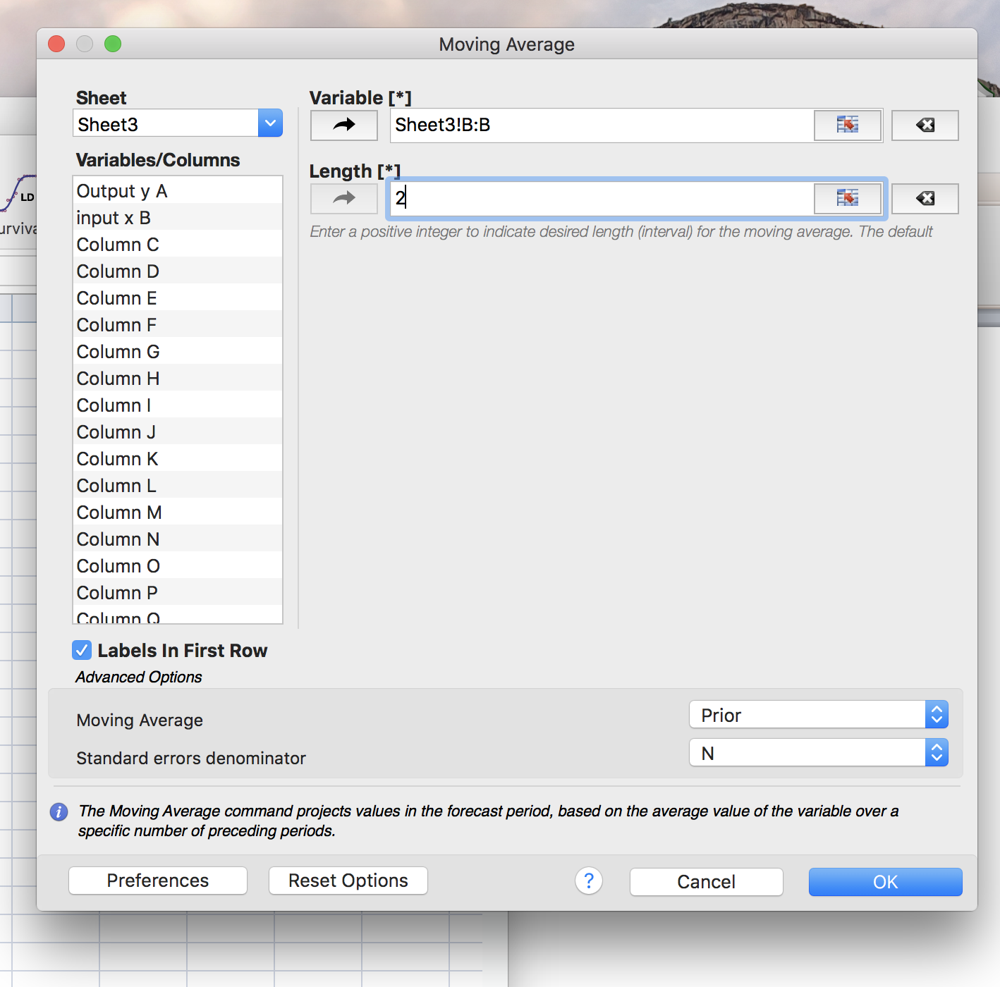 Moving Average
Sheet
Sheet3
Variables/Columns
Output y A
input x B
Column C
Column D
Column E
Column F
Column G
Column H
Column I
Column J
Column K
Column L
Column M
Column N
Column O
Column P
Column Q
Variable [*]
Sheet3!B:B
Length [*]
2
Enter a positive integer to indicate desired length (interval) for the moving average. The default
Labels In First Row
Advanced Options
Moving Average
Prior
Standard errors denominator
N
i
The Moving Average command projects values in the forecast period, based on the average value of the variable over a
specific number of preceding periods.
Preferences
Reset Options
?
Cancel
OK
LD